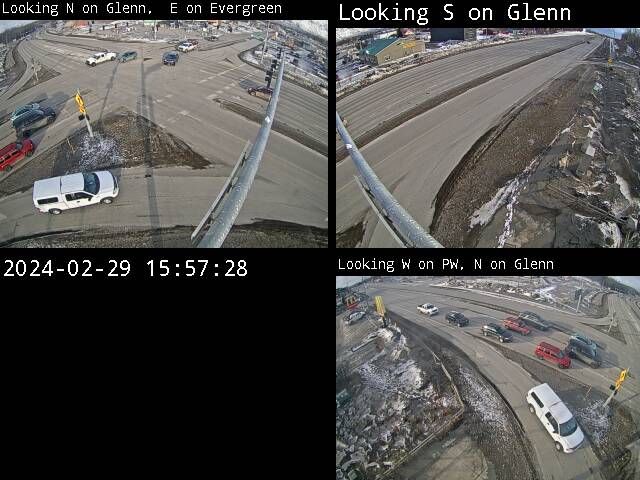 Looking N on Glenn,  E on Evergreen
Looking S on Glenn
2024-02-29 15:57:28
Looking W on PW, N on Glenn